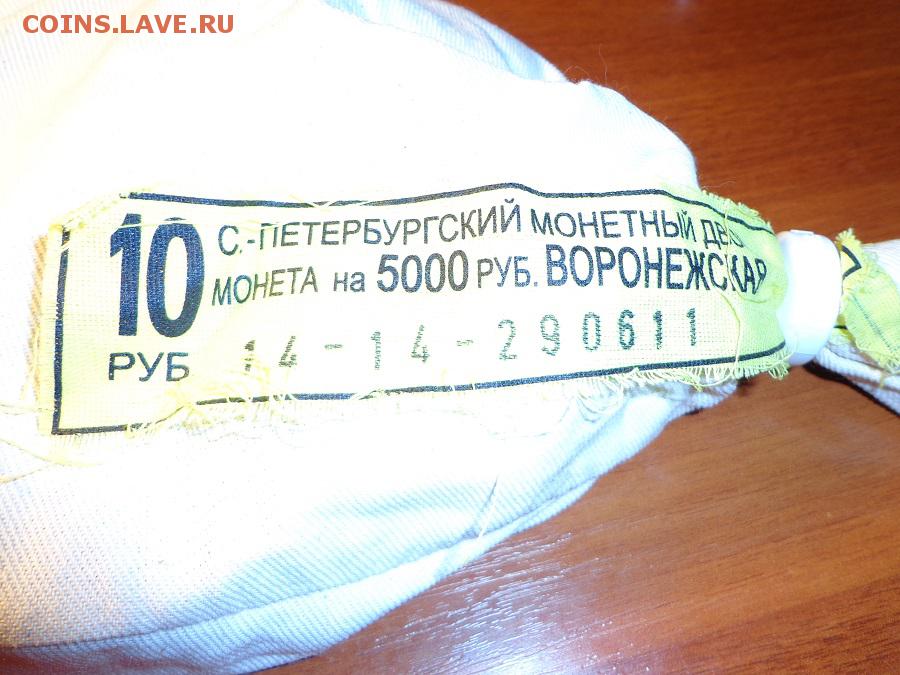 COINS.LAVE.RU
10
РУБ
С.-ПЕТЕРБУРГСКИЙ МОНЕТНЫЙ
МОНЕТА на 5000 РУБ. ВОРОНЕЖСКАЯ
14-14-290611